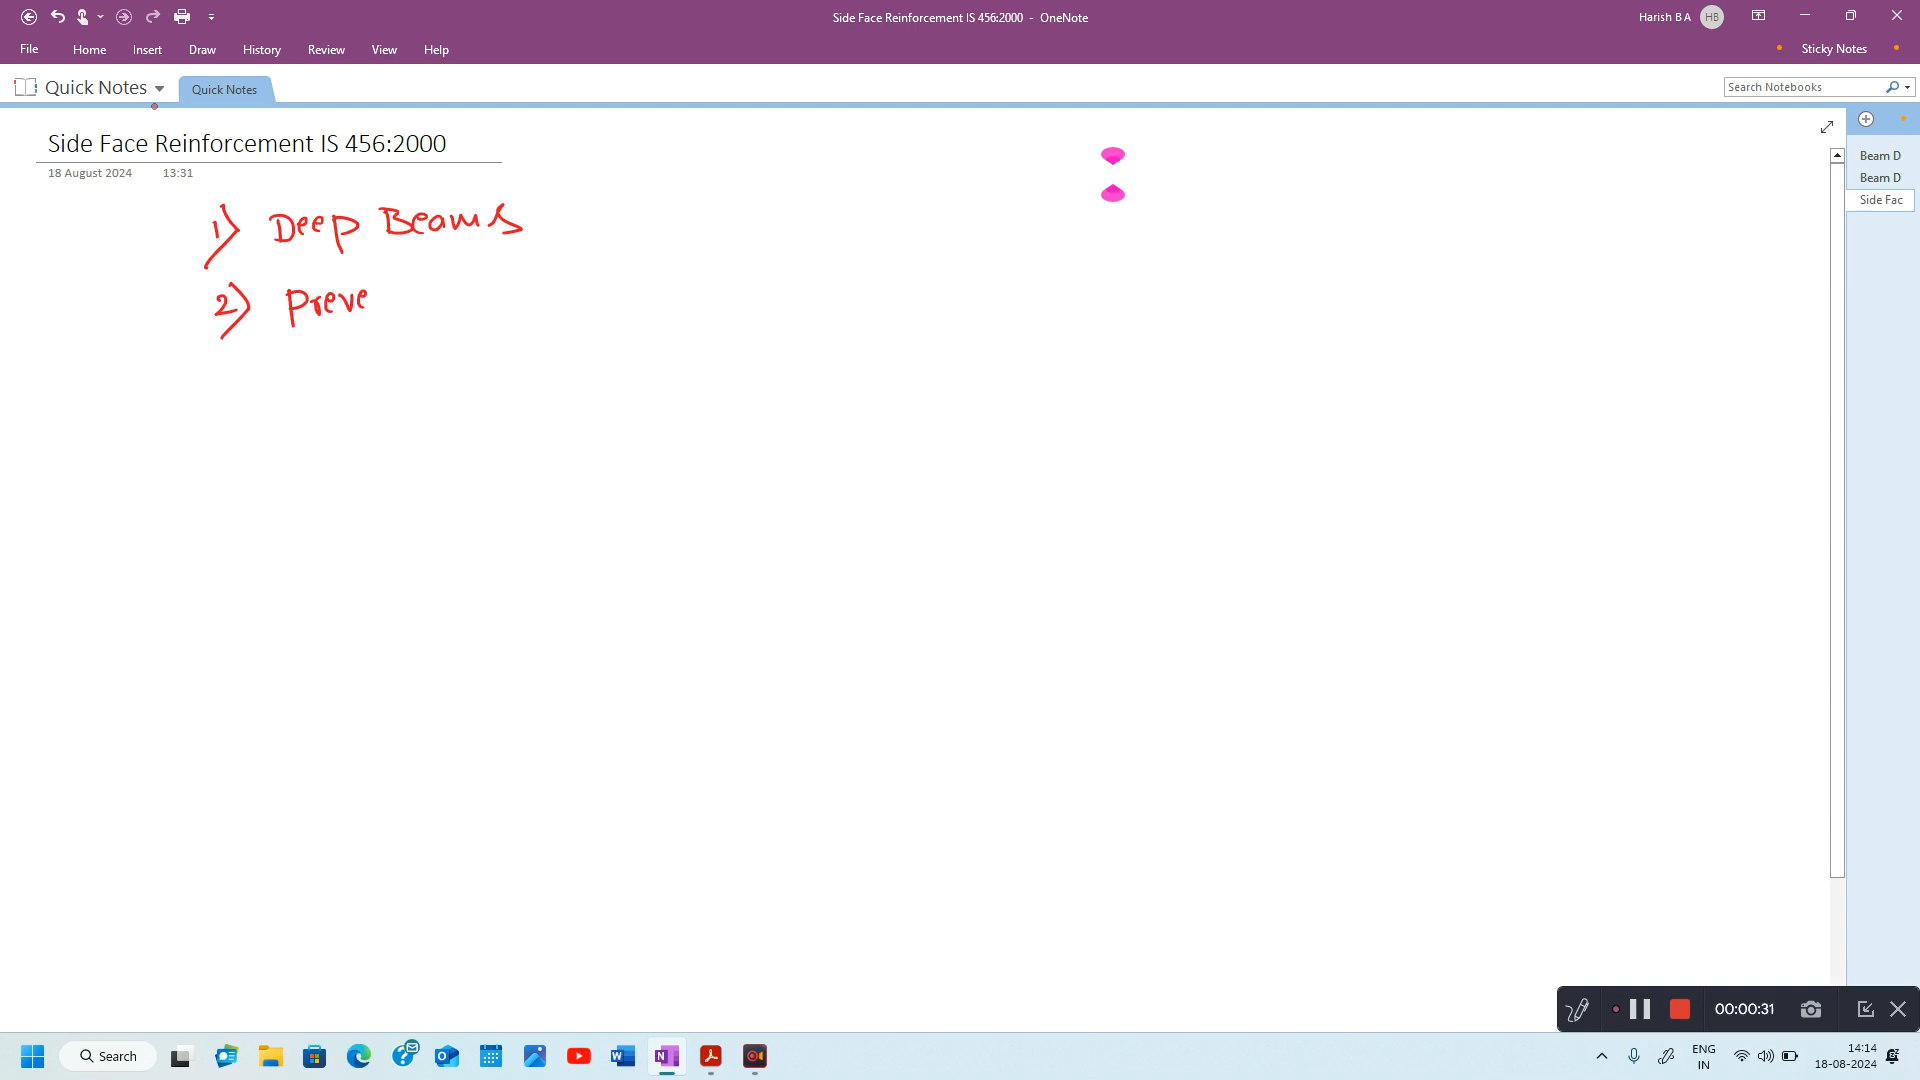 Side Face Reinforcement IS 456:2000 - OneNote
Harish B A HB
File Home Insert Draw History Review View Help
Sticky Notes
Quick Notes Quick Notes
Search Notebooks
Side Face Reinforcement IS 456:2000
18 August 2024 13:31
Beam D
Beam D
Side Fac
1) Deep Beams
2) Preve
00:00:31
Search
ENG
IN
14:14
18-08-2024